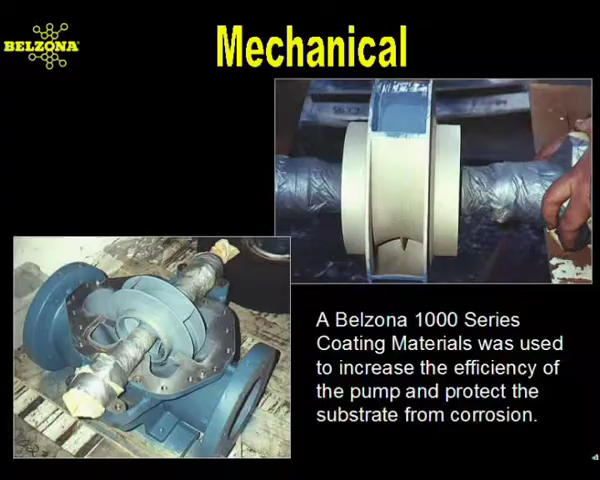 BELZONA
Mechanical
A Belzona 1000 Series
Coating Materials was used
to increase the efficiency of
the pump and protect the
substrate from corrosion.